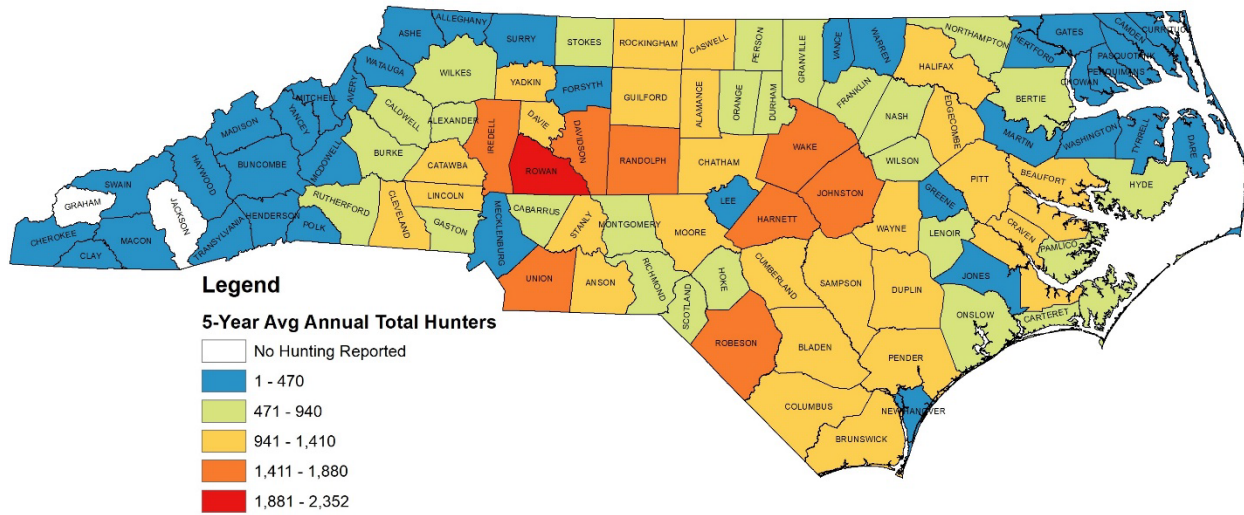 ALLEGHANY
ASHE
SURRY
STOKES
ROCKINGHAM
CASWELL
PERSON
GRANVILLE
VANCE
WARREN
NORTHAMPTON
HERTFORD
GATES
CAMDEN
CURRITUCK
PASQUOTANK
PERQUIMANS
CHOWAN
WATAUGA
WILKES
YADKIN
FORSYTH
GUILFORD
ALAMANCE
ORANGE
DURHAM
FRANKLIN
HALIFAX
BERTIE
MITCHELL
AVERY
YANCEY
MADISON
CALDWELL
ALEXANDER
IREDELL
DAVIE
DAVIDSON
RANDOLPH
CHATHAM
WAKE
NASH
EDGECOMBE
MARTIN
WASHINGTON
TYRRELL
DARE
HAYWOOD
BUNCOMBE
MCDOWELL
BURKE
CATAWBA
ROWAN
JOHNSTON
WILSON
PITT
BEAUFORT
HYDE
SWAIN
GRAHAM
JACKSON
RUTHERFORD
CLEVELAND
LINCOLN
GASTON
MECKLENBURG
CABARRUS
STANLY
MONTGOMERY
MOORE
LEE
HARNETT
WAYNE
GREENE
LENOIR
CRAVEN
PAMLICO
CHEROKEE
CLAY
MACON
TRANSYLVANIA
HENDERSON
POLK
UNION
ANSON
RICHMOND
SCOTLAND
HOKE
CUMBERLAND
SAMPSON
DUPLIN
JONES
ONSLOW
CARTERET
ROBESON
BLADEN
PENDER
COLUMBUS
NEW HANOVER
BRUNSWICK
Legend
5-Year Avg Annual Total Hunters
No Hunting Reported
1 - 470
471 - 940
941 - 1,410
1,411 - 1,880
1,881 - 2,352